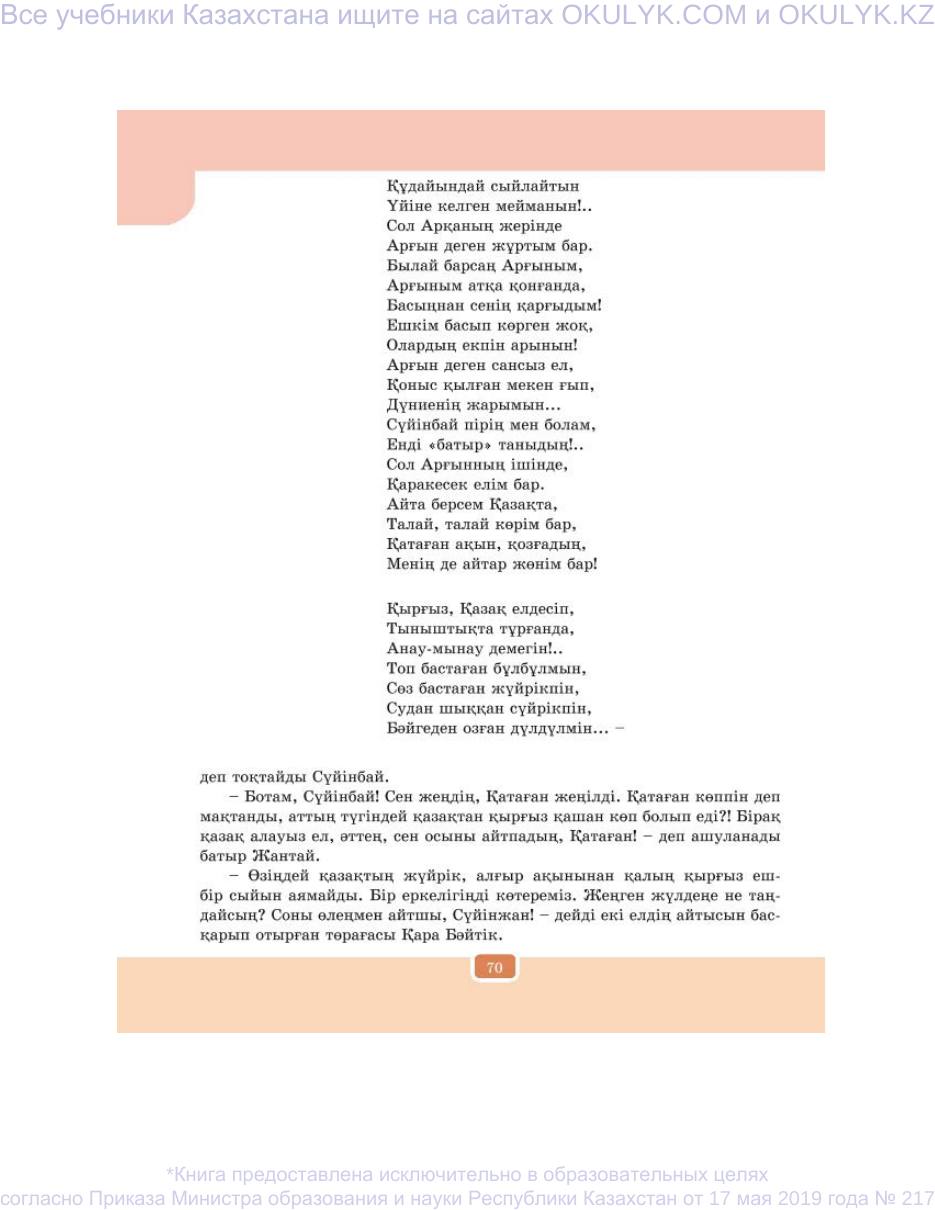 Все учебники Казахстана ищите на сайтах OKULYK.COM и OKULYK.KZ
Құдайындай сыйлайтын
Үйіне келген мейманын!..
Сол Арқаның жерінде
Арғын деген жұртым бар.
Былай барсаң Арғыным,
Арғыным атқа қонғанда,
Басыңнан сенің қарғыдым!
Ешкім басып көрген жоқ,
Олардың екпін арынын!
Арғын деген сансыз ел,
Қоныс қылған мекен ғып,
Дүниенің жарымын...
Сүйінбай пірің мен болам,
Енді «батыр» таныдың!..
Сол Арғынның ішінде,
Қаракесек елім бар.
Айта берсем Қазақта,
Талай, талай көрім бар,
Қатаған ақын, қозғадың,
Менің де айтар жөнім бар!
Қырғыз, Қазақ елдесіп,
Тыныштықта тұрғанда,
Анау-мынау демегін!..
Топ бастаған бұлбұлмын,
Сөз бастаған жүйрікпін,
Судан шыққан сүйрікпін,
Бәйгеден озған дүлдүлмін... –
деп тоқтайды Сүйінбай.
– Ботам, Сүйінбай! Сен жеңдің, Қатаған жеңілді. Қатаған көппін деп
мақтанды, аттың түгіндей қазақтан қырғыз қашан көп болып еді?! Бірақ
қазақ алауыз ел, әттең, сен осыны айтпадың, Қатаған! – деп ашуланады
батыр Жантай.
– Өзіңдей қазақтың жүйрік, алғыр ақынынан қалың қырғыз еш-
бір сыйын аямайды. Бір еркелігіңді көтереміз. Жеңген жүлдеңе не таң-
дайсың? Соны өлеңмен айтшы, Сүйінжан! – дейді екі елдің айтысын бас-
қарып отырған төрағасы Қара Бәйтік.
70
*Книга предоставлена исключительно в образовательных целях
согласно Приказа Министра образования и науки Республики Казахстан от 17 мая 2019 года № 217